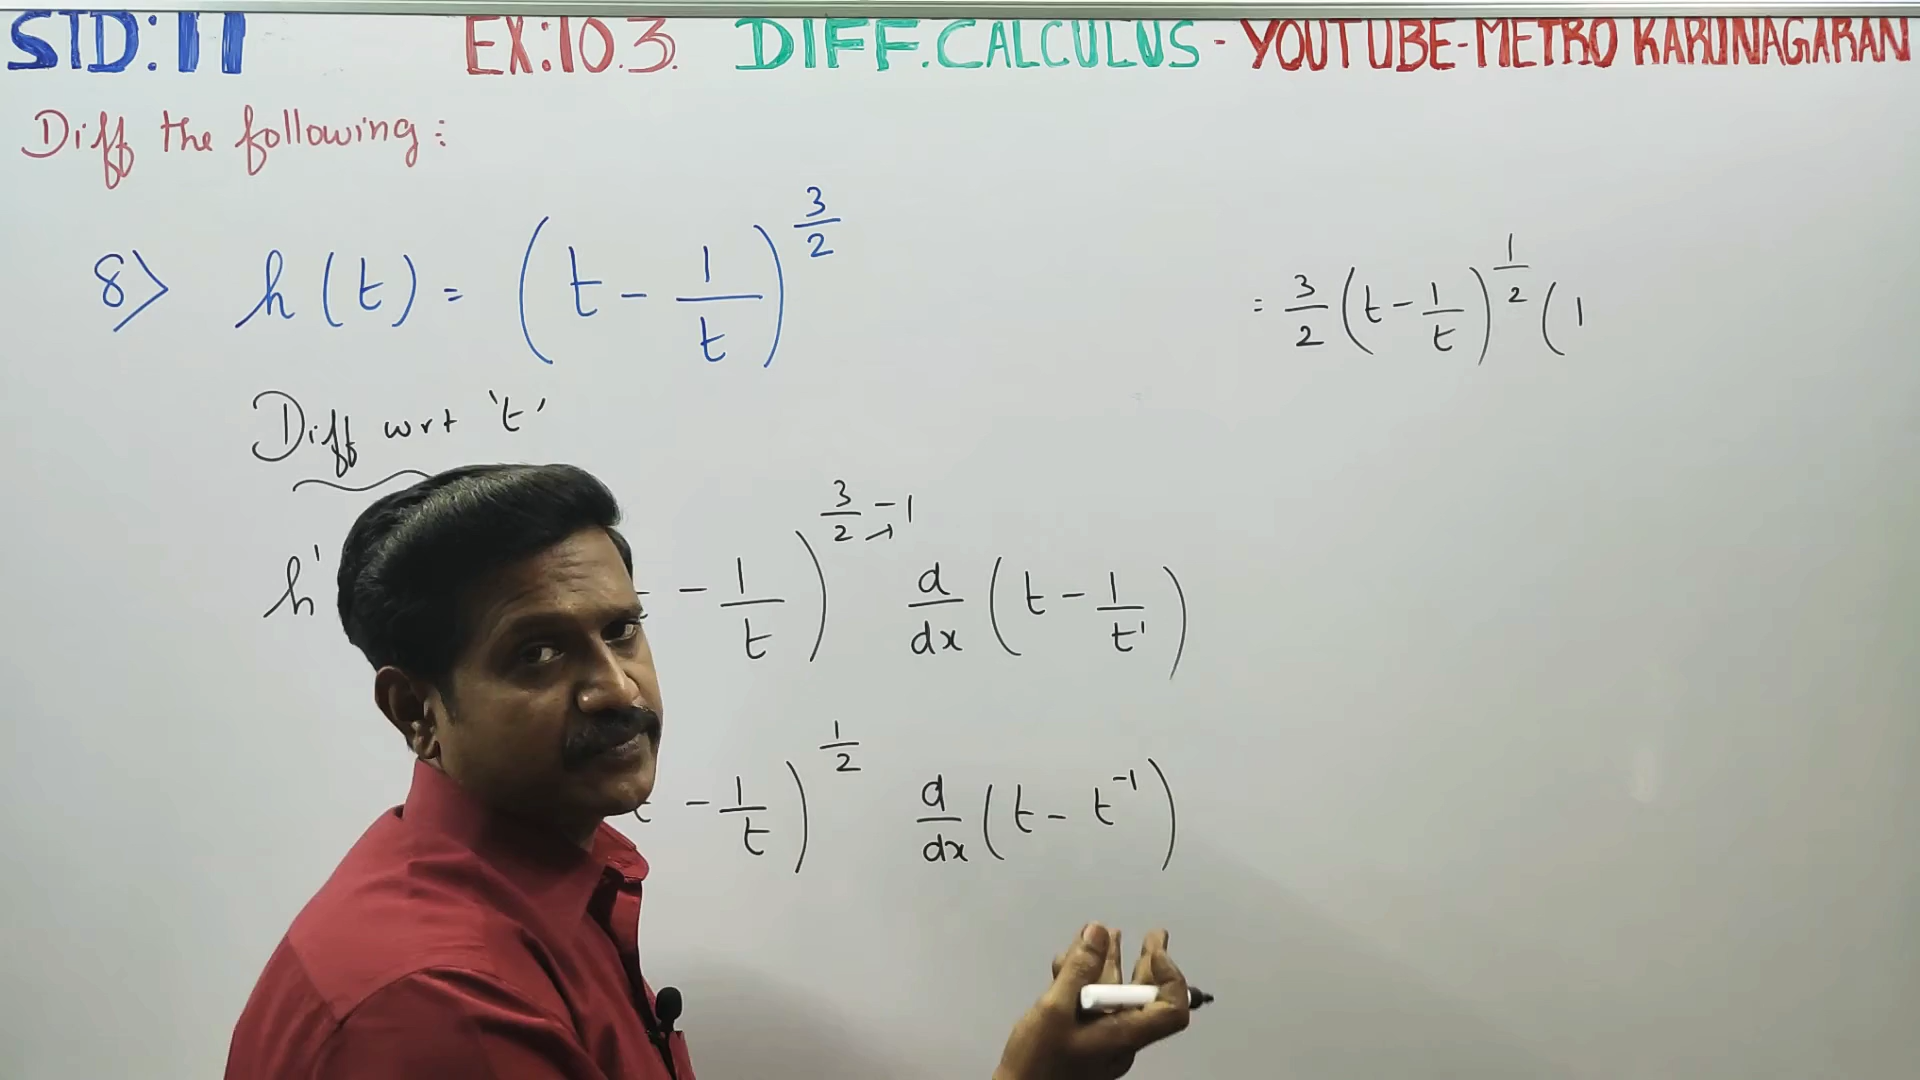 STD:11 EX:10.3. DIFF.CALCULUS - YOUTUBE-METRO KARUNAGARAN
Diff the following:
8> h(t) = (t - 1/t)^(3/2)
Diff wrt 't'
h' - 1/t)^(3/2 - 1) d/dx (t - 1/t')
- 1/t)^(1/2) d/dx (t - t^-1)
= 3/2 (t - 1/t)^(1/2) (1